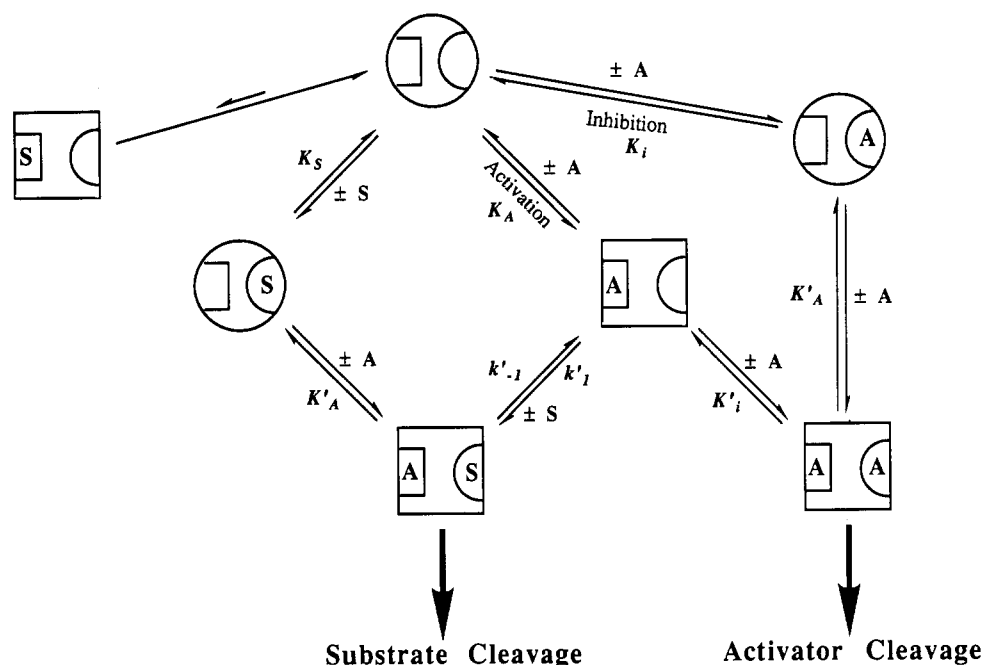 ± A
Inhibition
K_i
S
A
K_S
± S
± A
Activation
K_A
S
A
K'_A
± A
± A
K'_A
k'_-1
k'_1
± S
± A
K'_i
A
S
A
A
Substrate Cleavage
Activator Cleavage